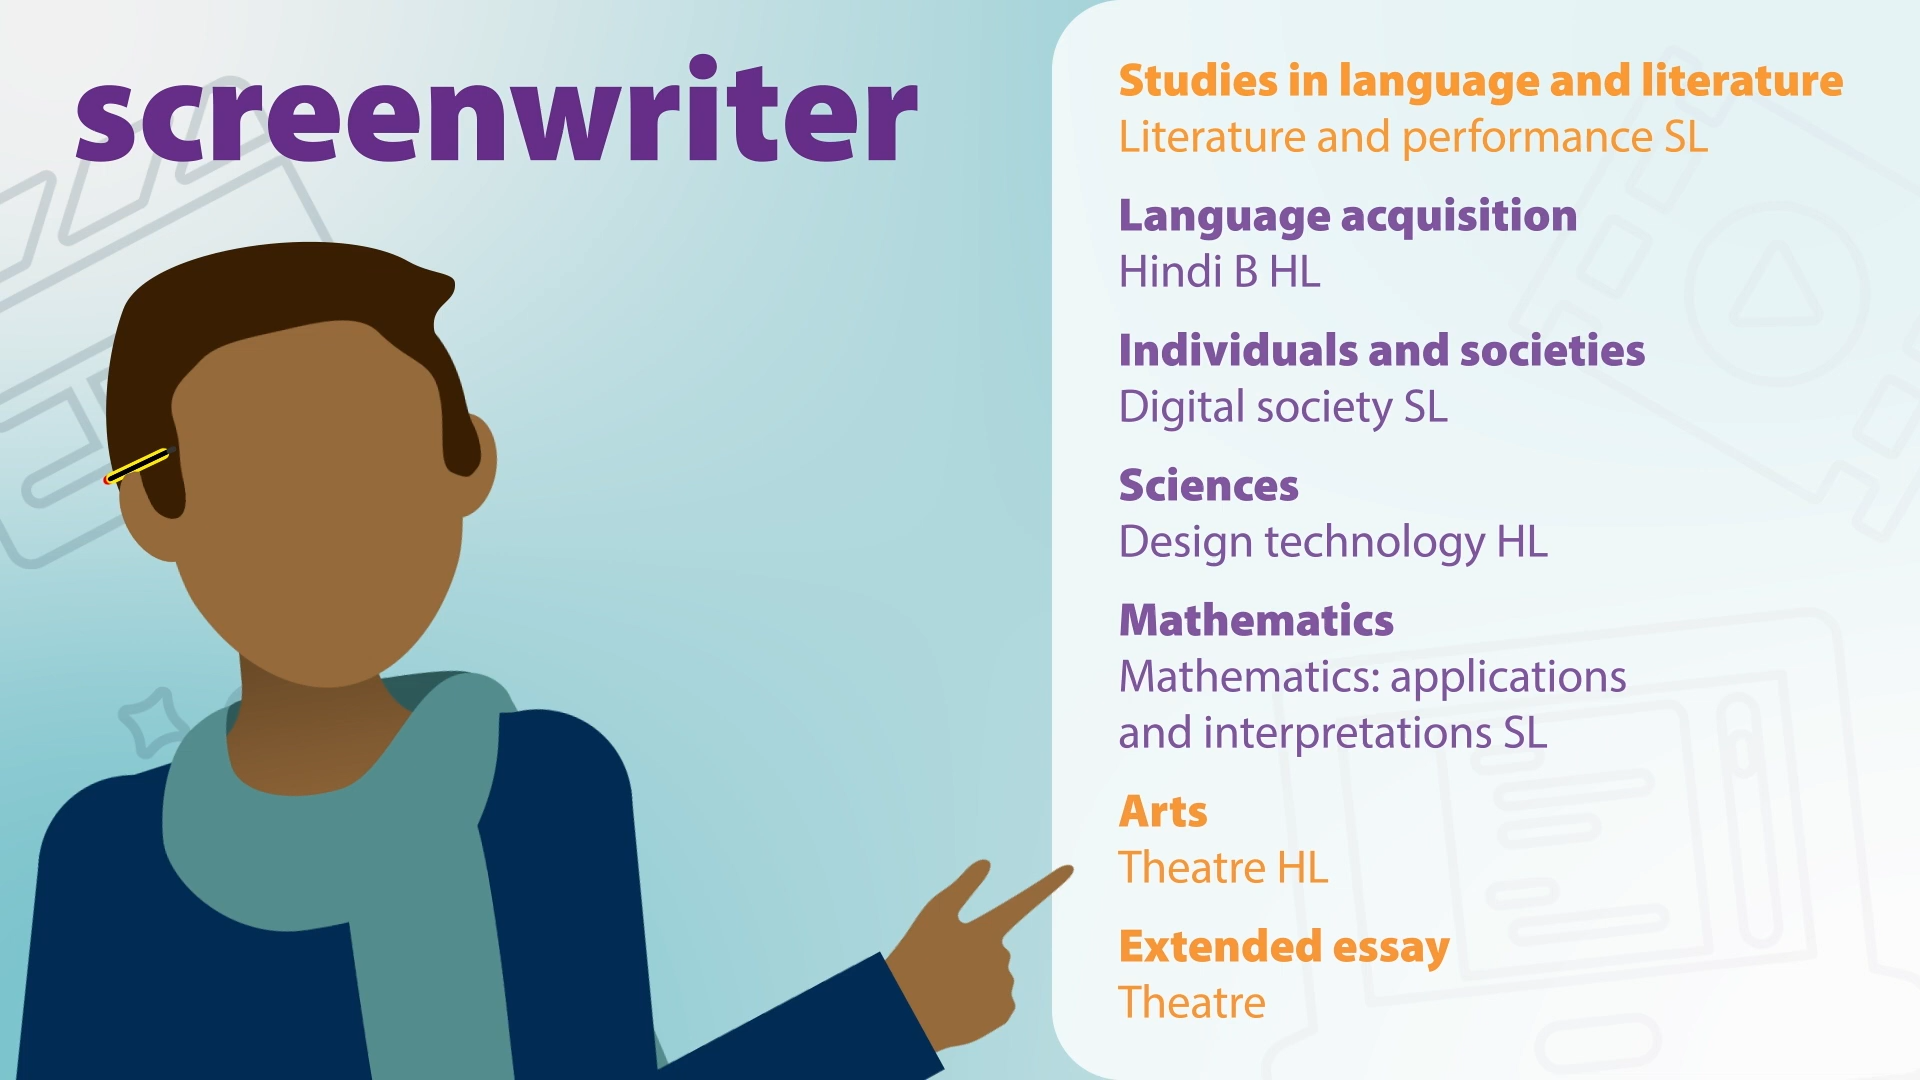 screenwriter
Studies in language and literature
Literature and performance SL
Language acquisition
Hindi B HL
Individuals and societies
Digital society SL
Sciences
Design technology HL
Mathematics
Mathematics: applications
and interpretations SL
Arts
Theatre HL
Extended essay
Theatre